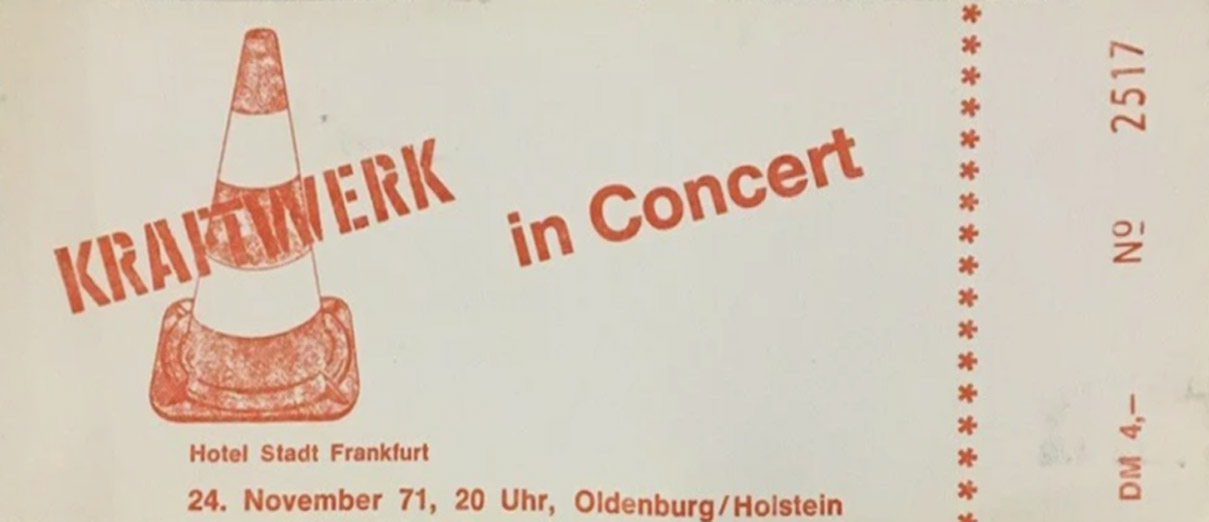 KRAFTWERK
in Concert
Hotel Stadt Frankfurt
24. November 71, 20 Uhr, Oldenburg/Holstein
DM 4,– Nº 2517